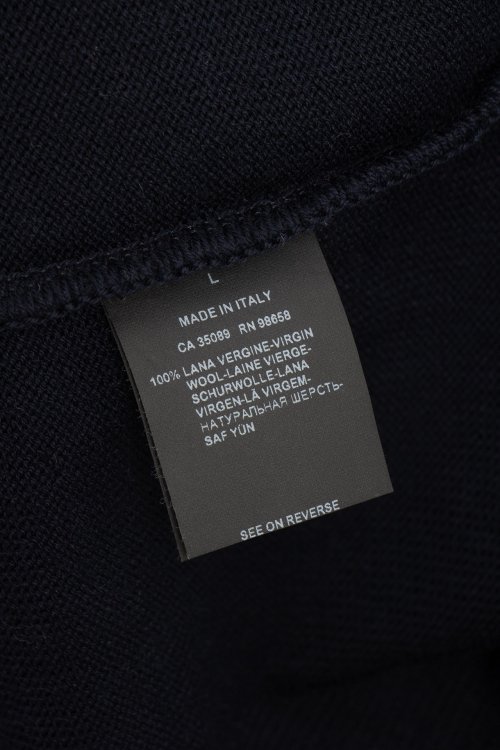 L
MADE IN ITALY
CA 35089 RN 98658
100% LANA VERGINE-VIRGIN
WOOL-LAINE VIERGE-
SCHURWOLLE-LANA
VIRGEN-LÃ VIRGEM-
НАТУРАЛЬНАЯ ШЕРСТЬ-
SAF YÜN
SEE ON REVERSE